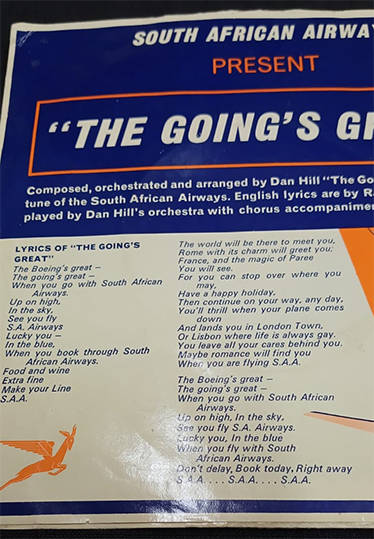 SOUTH AFRICAN AIRWA
PRESENT
"THE GOING'S G
Composed, orchestrated and arranged by Dan Hill "The Go
tune of the South African Airways. English lyrics are by R
played by Dan Hill's orchestra with chorus accompanimen
LYRICS OF "THE GOING'S
GREAT"
The Boeing's great —
The going's great —
When you go with South African
Airways.
Up on high,
In the sky,
See you fly
S.A. Airways
Lucky you —
In the blue,
When you book through South
African Airways.
Food and wine
Extra fine
Make your Line
S.A.A.
The world will be there to meet you,
Rome with its charm will greet you;
France, and the magic of Paree
You will see.
For you can stop over where you
may,
Have a happy holiday,
Then continue on your way, any day,
You'll thrill when your plane comes
down
And lands you in London Town,
Or Lisbon where life is always gay.
You leave all your cares behind you.
Maybe romance will find you
When you are flying S.A.A.
The Boeing's great —
The going's great —
When you go with South African
Airways.
Up on high, In the sky,
See you fly S.A. Airways.
Lucky you, In the blue
When you fly with South
African Airways.
Don't delay, Book today, Right away
S.A.A. . . . S.A.A. . . . S.A.A.